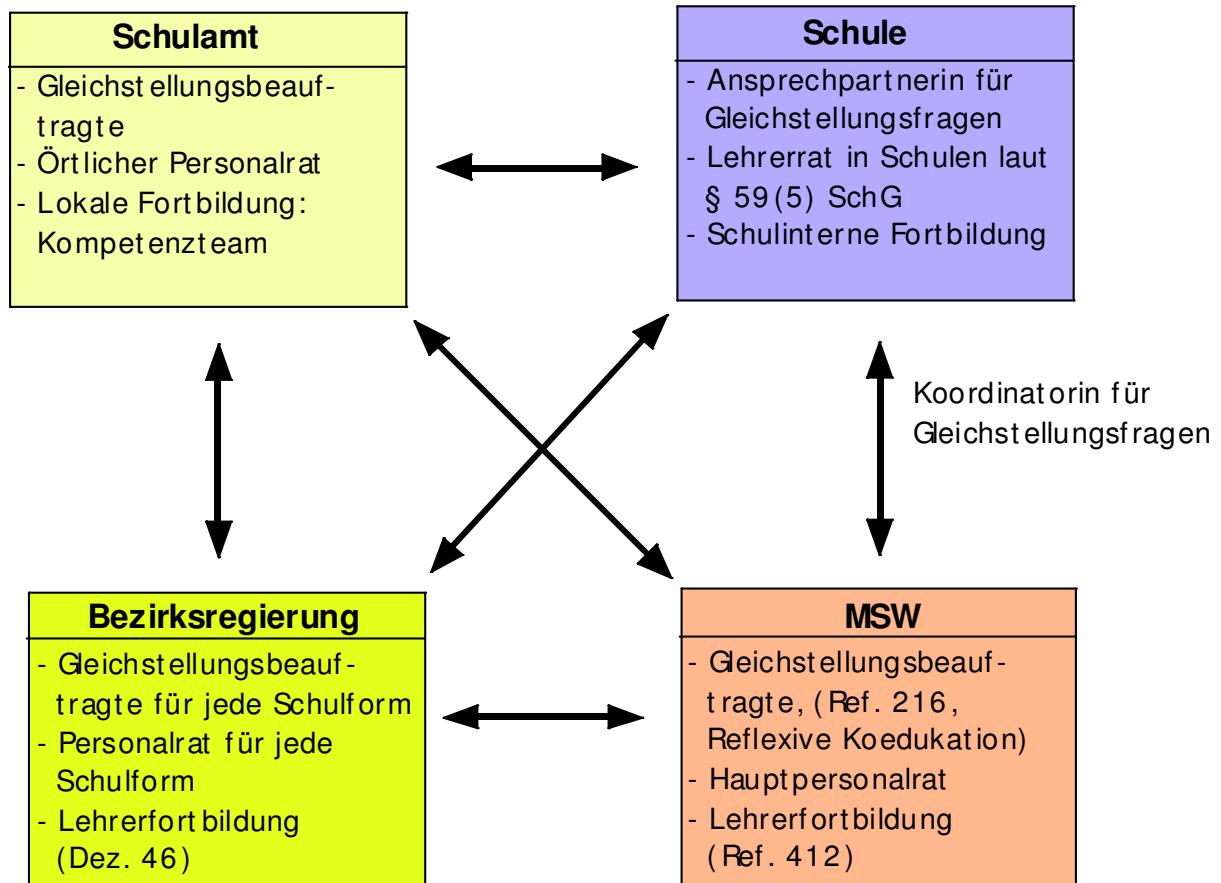 Schulamt
- Gleichstellungsbeauf-
tragte
- Örtlicher Personalrat
- Lokale Fortbildung:
Kompetenzteam
Schule
- Ansprechpartnerin für
Gleichstellungsfragen
- Lehrerrat in Schulen laut
§ 59(5) SchG
- Schulinterne Fortbildung
Koordinatorin für
Gleichstellungsfragen
Bezirksregierung
- Gleichstellungsbeauf-
tragte für jede Schulform
- Personalrat für jede
Schulform
- Lehrerfortbildung
(Dez. 46)
MSW
- Gleichstellungsbeauf-
tragte, (Ref. 216,
Reflexive Koedukation)
- Hauptpersonalrat
- Lehrerfortbildung
(Ref. 412)